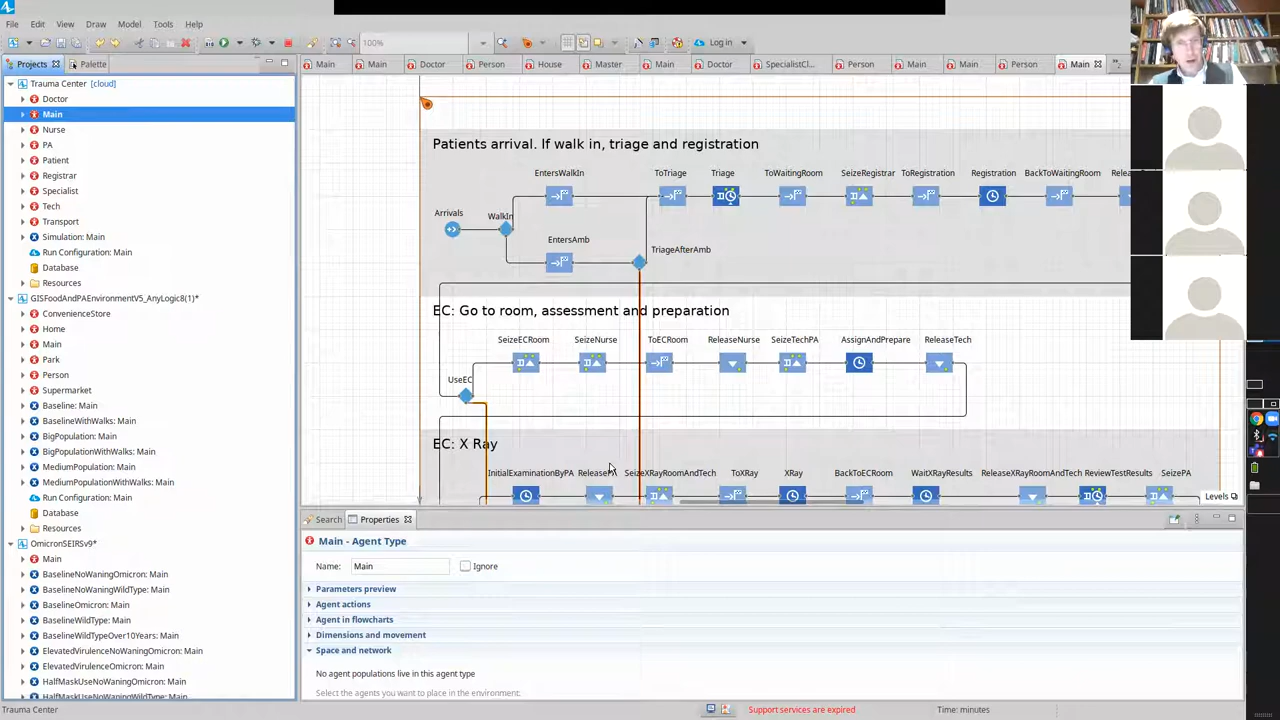 File Edit View Draw Model Tools Help
100%
Log in
Projects
Palette
Main
Main
Doctor
Person
House
Master
Main
Doctor
SpecialistCl...
Person
Main
Main
Person
Main
Trauma Center [cloud]
Doctor
Main
Nurse
PA
Patient
Registrar
Specialist
Tech
Transport
Simulation: Main
Run Configuration: Main
Database
Resources
GISFoodAndPAEnvironmentV5_AnyLogic8(1)*
ConvenienceStore
Home
Main
Park
Person
Supermarket
Baseline: Main
BaselineWithWalks: Main
BigPopulation: Main
BigPopulationWithWalks: Main
MediumPopulation: Main
MediumPopulationWithWalks: Main
Run Configuration: Main
Database
Resources
OmicronSEIRSv9*
Main
BaselineNoWaningOmicron: Main
BaselineNoWaningWildType: Main
BaselineOmicron: Main
BaselineWildType: Main
BaselineWildTypeOver10Years: Main
ElevatedVirulenceNoWaningOmicron: Main
ElevatedVirulenceOmicron: Main
HalfMaskUseNoWaningOmicron: Main
HalfMaskUseNoWaningWildType: Main
Patients arrival. If walk in, triage and registration
EntersWalkIn
ToTriage
Triage
ToWaitingRoom
SeizeRegistrar
ToRegistration
Registration
BackToWaitingRoom
Arrivals
WalkIn
EntersAmb
TriageAfterAmb
EC: Go to room, assessment and preparation
SeizeECRoom
SeizeNurse
ToECRoom
ReleaseNurse
SeizeTechPA
AssignAndPrepare
ReleaseTech
UseEC
EC: X Ray
InitialExaminationByPA
SeizeXRayRoomAndTech
ToXRay
XRay
BackToECRoom
WaitXRayResults
ReleaseXRayRoomAndTech
ReviewTestResults
SeizePA
Levels
Search
Properties
Main - Agent Type
Name: Main
Ignore
Parameters preview
Agent actions
Agent in flowcharts
Dimensions and movement
Space and network
No agent populations live in this agent type
Select the agents you want to place in the environment.
Trauma Center
Support services are expired
Time: minutes